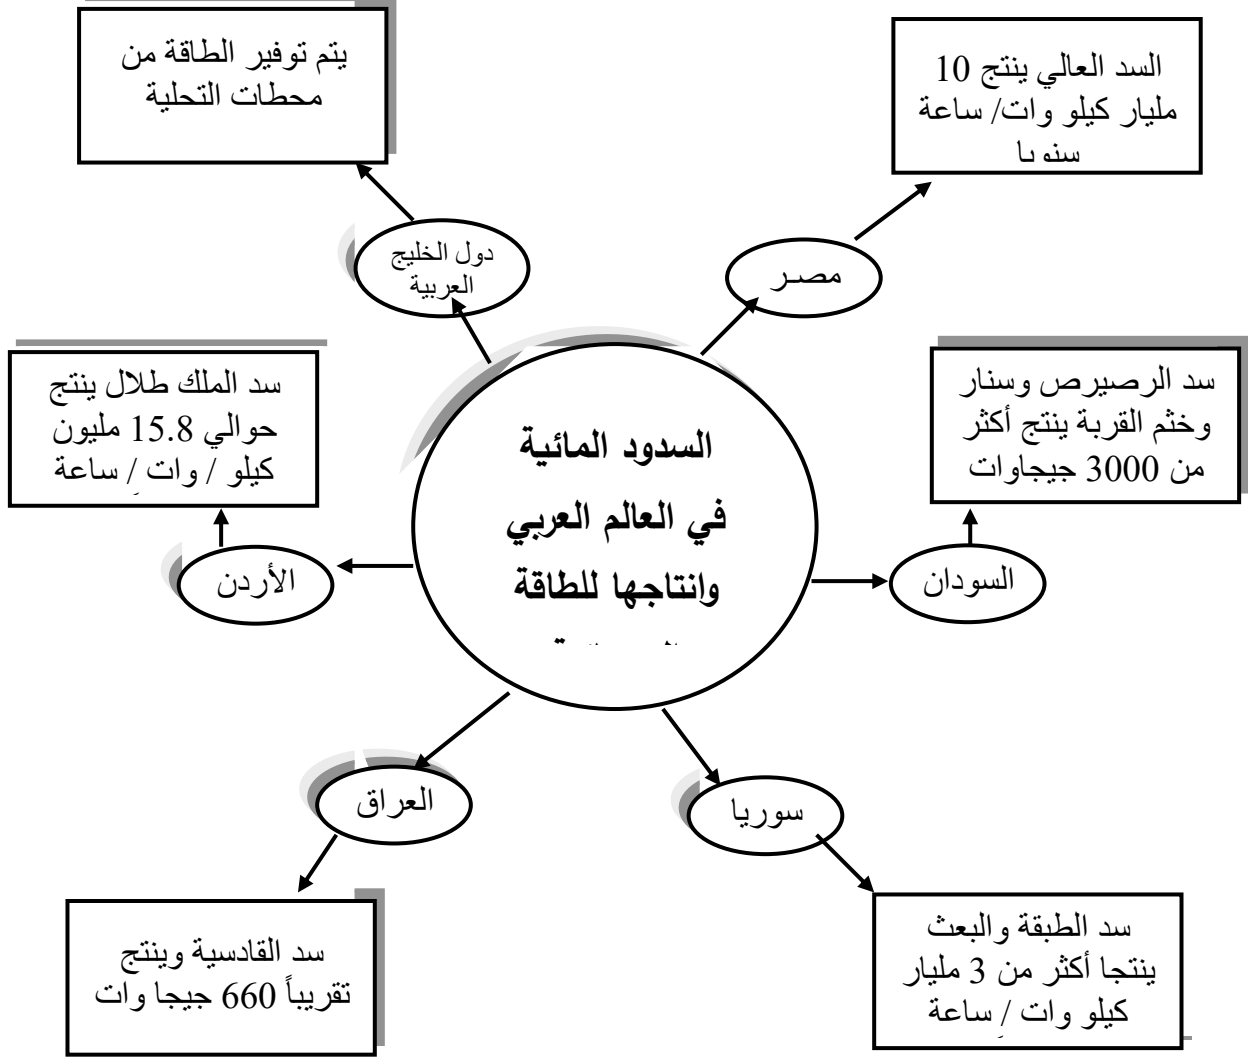 السدود المائية
في العالم العربي
وانتاجها للطاقة
مصر
السد العالي ينتج 10
مليار كيلو وات/ ساعة
سنويا
السودان
سد الرصيرص وسنار
وخثم القربة ينتج أكثر
من 3000 جيجاوات
سوريا
سد الطبقة والبعث
ينتجا أكثر من 3 مليار
كيلو وات / ساعة
العراق
سد القادسية وينتج
تقريباً 660 جيجا وات
الأردن
سد الملك طلال ينتج
حوالي 15.8 مليون
كيلو / وات / ساعة
دول الخليج
العربية
يتم توفير الطاقة من
محطات التحلية